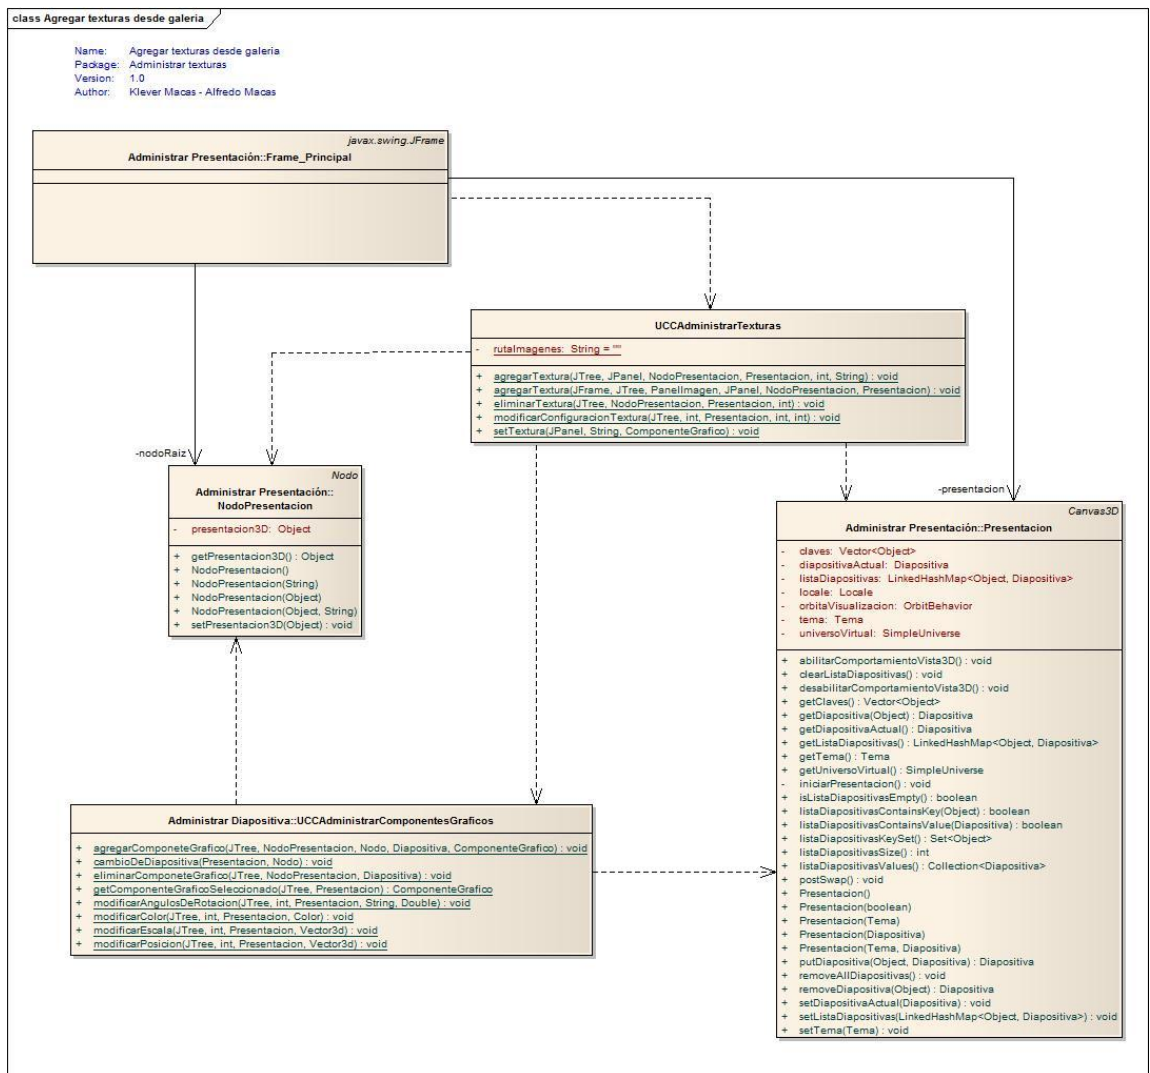 class Agregar texturas desde galeria
Name: Agregar texturas desde galeria
Package: Administrar texturas
Version: 1.0
Author: Klever Macas - Alfredo Macas
javax.swing.JFrame
Administrar Presentación::Frame_Principal
UCCAdministrarTexturas
- rutaImagenes: String = ""
+ agregarTextura(JTree, JPanel, NodoPresentacion, Presentacion, int, String) : void
+ agregarTextura(JFrame, JTree, PanelImagen, JPanel, NodoPresentacion, Presentacion) : void
+ eliminarTextura(JTree, NodoPresentacion, Presentacion, int) : void
+ modificarConfiguracionTextura(JTree, int, Presentacion, int, int) : void
+ setTextura(JPanel, String, ComponenteGrafico) : void
-nodoRaiz
Nodo
Administrar Presentación::
NodoPresentacion
- presentacion3D: Object
+ getPresentacion3D() : Object
+ NodoPresentacion()
+ NodoPresentacion(String)
+ NodoPresentacion(Object)
+ NodoPresentacion(Object, String)
+ setPresentacion3D(Object) : void
-presentacion
Canvas3D
Administrar Presentación::Presentacion
- claves: Vector<Object>
- diapositivaActual: Diapositiva
- listaDiapositivas: LinkedHashMap<Object, Diapositiva>
- locale: Locale
- orbitaVisualizacion: OrbitBehavior
- tema: Tema
- universoVirtual: SimpleUniverse
+ abilitarComportamientoVista3D() : void
+ clearListaDiapositivas() : void
+ desabilitarComportamientoVista3D() : void
+ getClaves() : Vector<Object>
+ getDiapositiva(Object) : Diapositiva
+ getDiapositivaActual() : Diapositiva
+ getListaDiapositivas() : LinkedHashMap<Object, Diapositiva>
+ getTema() : Tema
+ getUniversoVirtual() : SimpleUniverse
- iniciarPresentacion() : void
+ isListaDiapositivasEmpty() : boolean
+ listaDiapositivasContainsKey(Object) : boolean
+ listaDiapositivasContainsValue(Diapositiva) : boolean
+ listaDiapositivasKeySet() : Set<Object>
+ listaDiapositivasSize() : int
+ listaDiapositivasValues() : Collection<Diapositiva>
+ postSwap() : void
+ Presentacion()
+ Presentacion(boolean)
+ Presentacion(Tema)
+ Presentacion(Diapositiva)
+ Presentacion(Tema, Diapositiva)
+ putDiapositiva(Object, Diapositiva) : Diapositiva
+ removeAllDiapositivas() : void
+ removeDiapositiva(Object) : Diapositiva
+ setDiapositivaActual(Diapositiva) : void
+ setListaDiapositivas(LinkedHashMap<Object, Diapositiva>) : void
+ setTema(Tema) : void
Administrar Diapositiva::UCCAdministrarComponentesGraficos
+ agregarComponeteGrafico(JTree, NodoPresentacion, Nodo, Diapositiva, ComponenteGrafico) : void
+ cambioDeDiapositiva(Presentacion, Nodo) : void
+ eliminarComponeteGrafico(JTree, NodoPresentacion, Diapositiva) : void
+ getComponenteGraficoSeleccionado(JTree, Presentacion) : ComponenteGrafico
+ modificarAngulosDeRotacion(JTree, int, Presentacion, String, Double) : void
+ modificarColor(JTree, int, Presentacion, Color) : void
+ modificarEscala(JTree, int, Presentacion, Vector3d) : void
+ modificarPosicion(JTree, int, Presentacion, Vector3d) : void